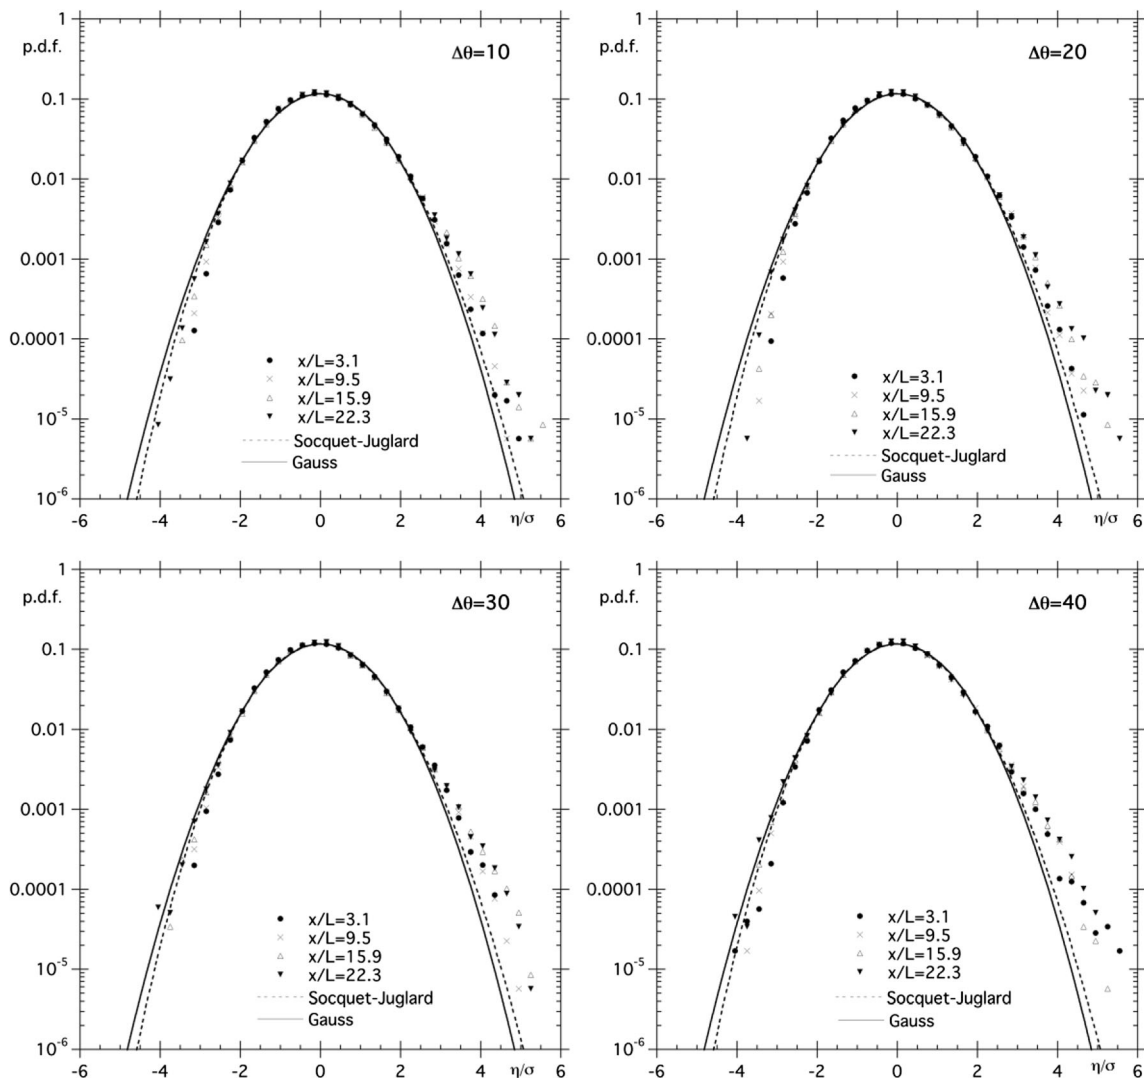 1
p.d.f.
Δθ=10
0.1
0.01
0.001
0.0001
10-5
10-6
x/L=3.1
x/L=9.5
x/L=15.9
x/L=22.3
Socquet-Juglard
Gauss
-6 -4 -2 0 2 4 η/σ 6
1
p.d.f.
Δθ=20
0.1
0.01
0.001
0.0001
10-5
10-6
x/L=3.1
x/L=9.5
x/L=15.9
x/L=22.3
Socquet-Juglard
Gauss
-6 -4 -2 0 2 4 η/σ 6
1
p.d.f.
Δθ=30
0.1
0.01
0.001
0.0001
10-5
10-6
x/L=3.1
x/L=9.5
x/L=15.9
x/L=22.3
Socquet-Juglard
Gauss
-6 -4 -2 0 2 4 η/σ 6
1
p.d.f.
Δθ=40
0.1
0.01
0.001
0.0001
10-5
10-6
x/L=3.1
x/L=9.5
x/L=15.9
x/L=22.3
Socquet-Juglard
Gauss
-6 -4 -2 0 2 4 η/σ 6